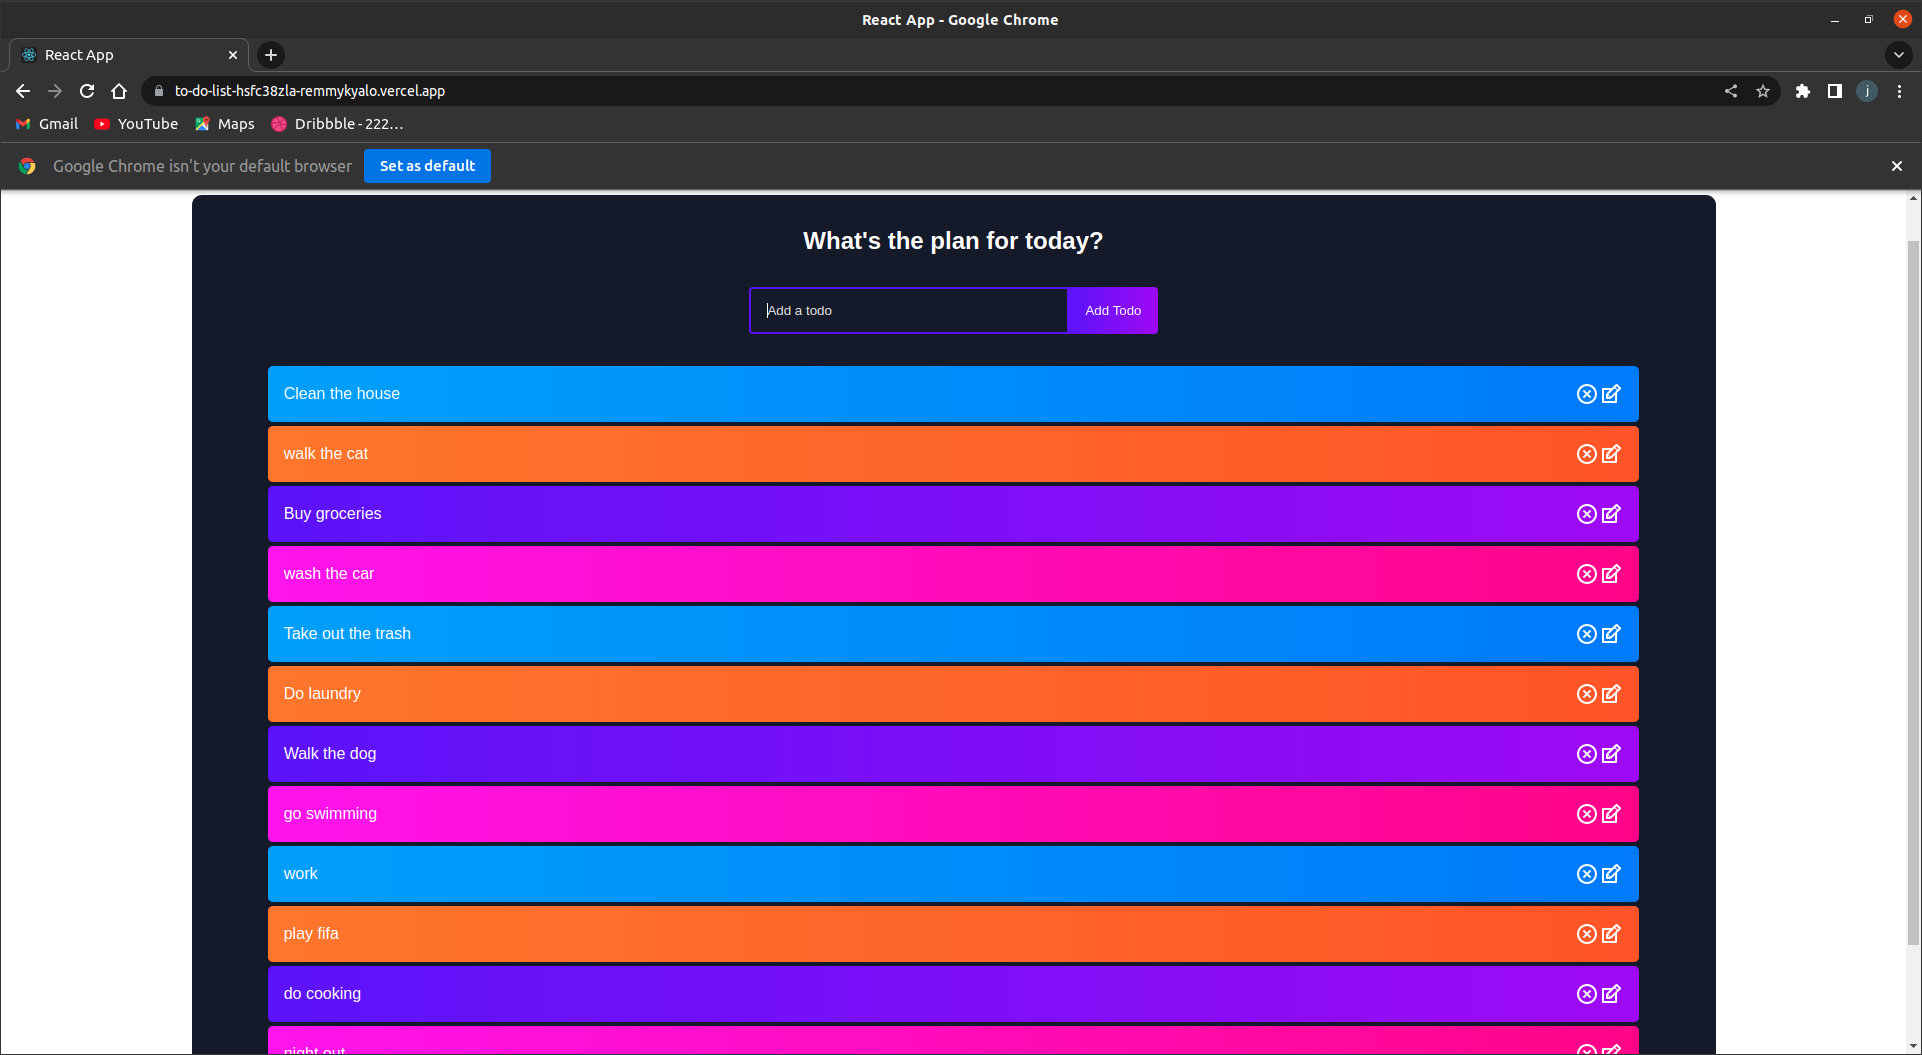 React App - Google Chrome
React App
to-do-list-hsfc38zla-remmykyalo.vercel.app
j
Gmail YouTube Maps Dribbble - 222…
Google Chrome isn't your default browser Set as default
What's the plan for today?
Add a todo Add Todo
Clean the house
walk the cat
Buy groceries
wash the car
Take out the trash
Do laundry
Walk the dog
go swimming
work
play fifa
do cooking
night out